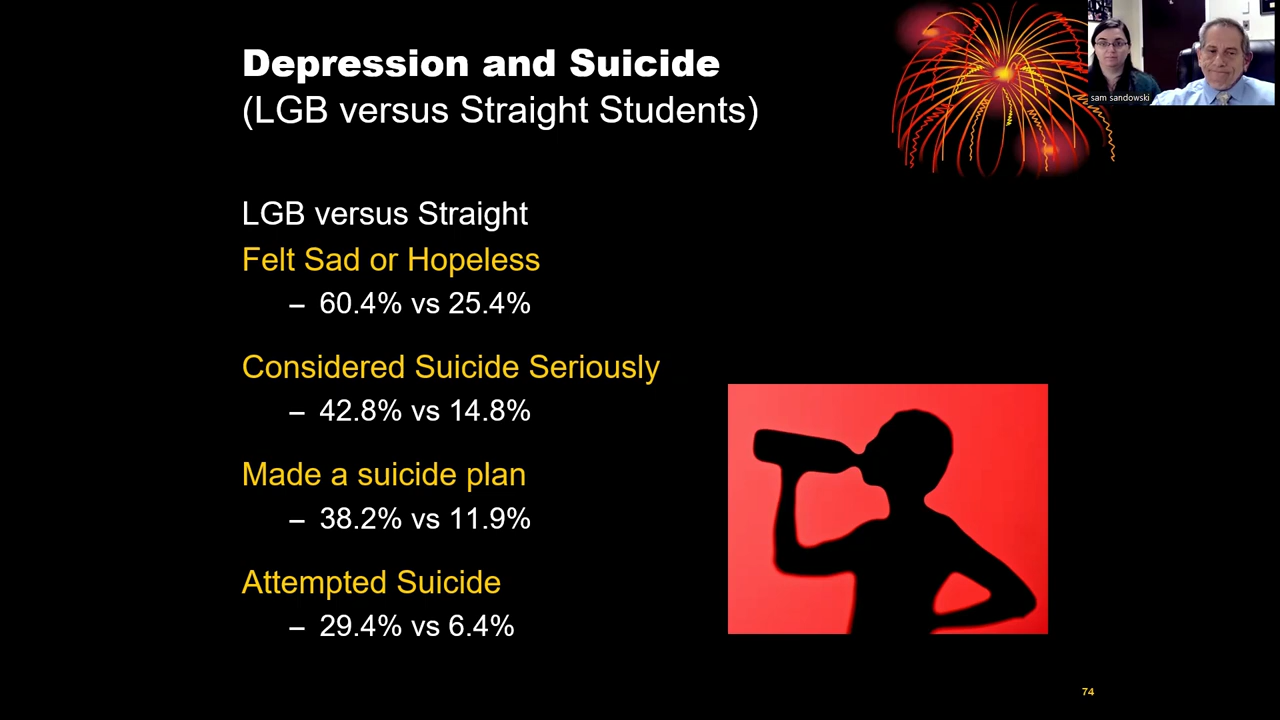 Depression and Suicide
(LGB versus Straight Students)
sam sandowski
LGB versus Straight
Felt Sad or Hopeless
– 60.4% vs 25.4%
Considered Suicide Seriously
– 42.8% vs 14.8%
Made a suicide plan
– 38.2% vs 11.9%
Attempted Suicide
– 29.4% vs 6.4%
74